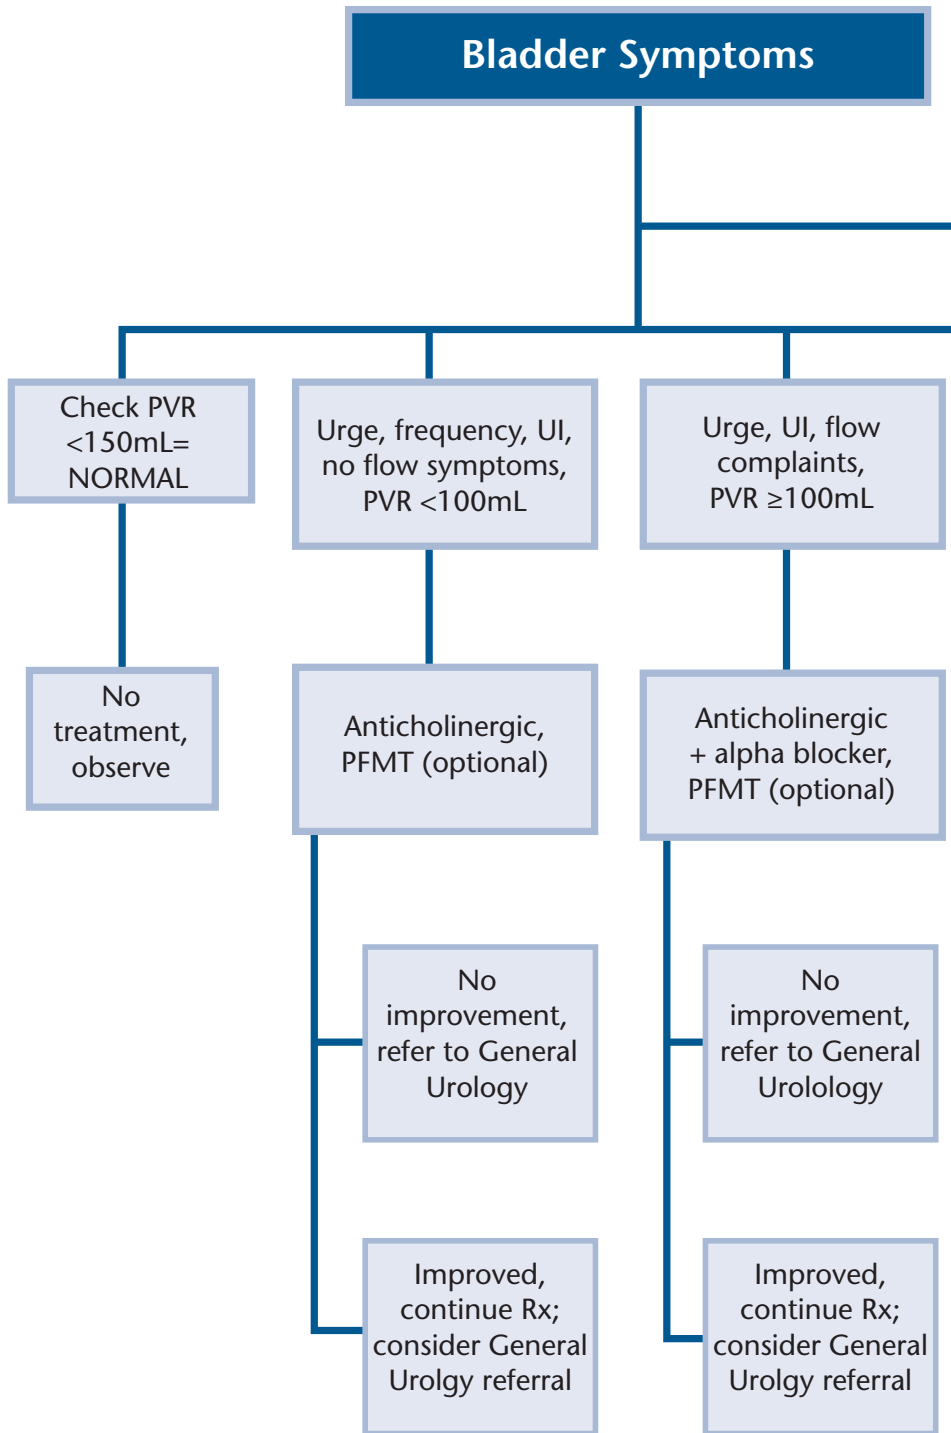 Bladder Symptoms
Check PVR
<150mL=
NORMAL
Urge, frequency, UI,
no flow symptoms,
PVR <100mL
Urge, UI, flow
complaints,
PVR ≥100mL
No
treatment,
observe
Anticholinergic,
PFMT (optional)
Anticholinergic
+ alpha blocker,
PFMT (optional)
No
improvement,
refer to General
Urology
No
improvement,
refer to General
Urolology
Improved,
continue Rx;
consider General
Urolgy referral
Improved,
continue Rx;
consider General
Urolgy referral